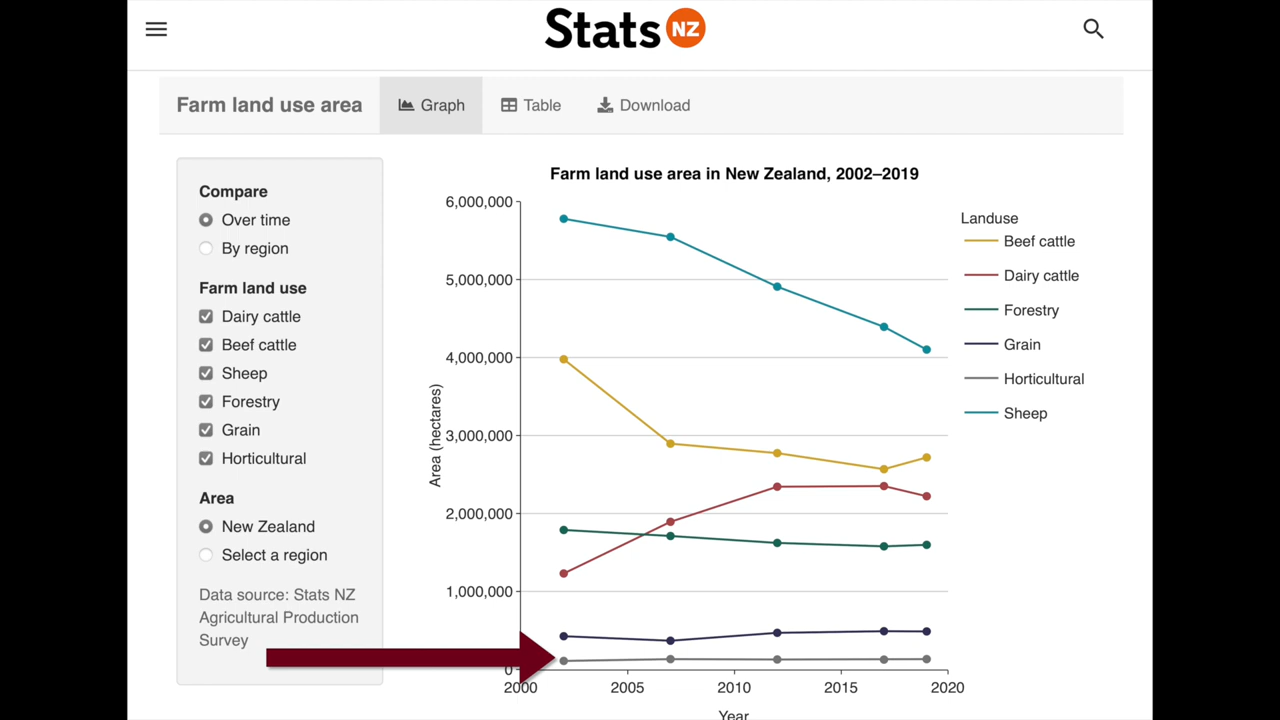 Stats NZ
Farm land use area
Graph
Table
Download
Compare
Over time
By region
Farm land use
Dairy cattle
Beef cattle
Sheep
Forestry
Grain
Horticultural
Area
New Zealand
Select a region
Data source: Stats NZ
Agricultural Production
Survey
Farm land use area in New Zealand, 2002–2019
6,000,000
5,000,000
4,000,000
3,000,000
2,000,000
1,000,000
0
Area (hectares)
2000
2005
2010
2015
2020
Year
Landuse
Beef cattle
Dairy cattle
Forestry
Grain
Horticultural
Sheep